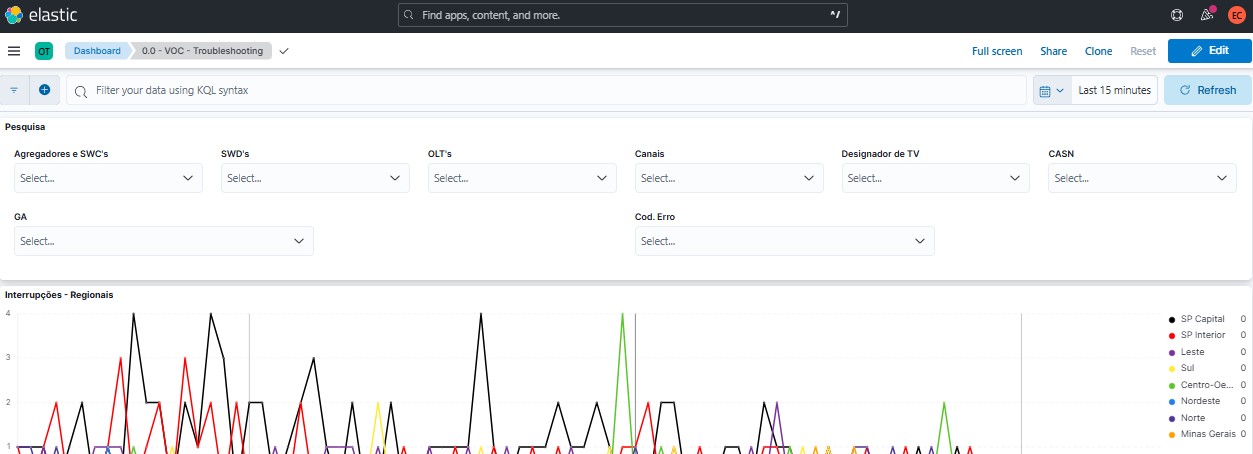 elastic
Find apps, content, and more.
^/
EC
OT
Dashboard
0.0 - VOC - Troubleshooting
Full screen
Share
Clone
Reset
Edit
Filter your data using KQL syntax
Last 15 minutes
Refresh
Pesquisa
Agregadores e SWC's
SWD's
OLT's
Canais
Designador de TV
CASN
Select...
Select...
Select...
Select...
Select...
Select...
GA
Cod. Erro
Select...
Select...
Interrupções - Regionais
4
3
2
1
SP Capital 0
SP Interior 0
Leste 0
Sul 0
Centro-Oe... 0
Nordeste 0
Norte 0
Minas Gerais 0